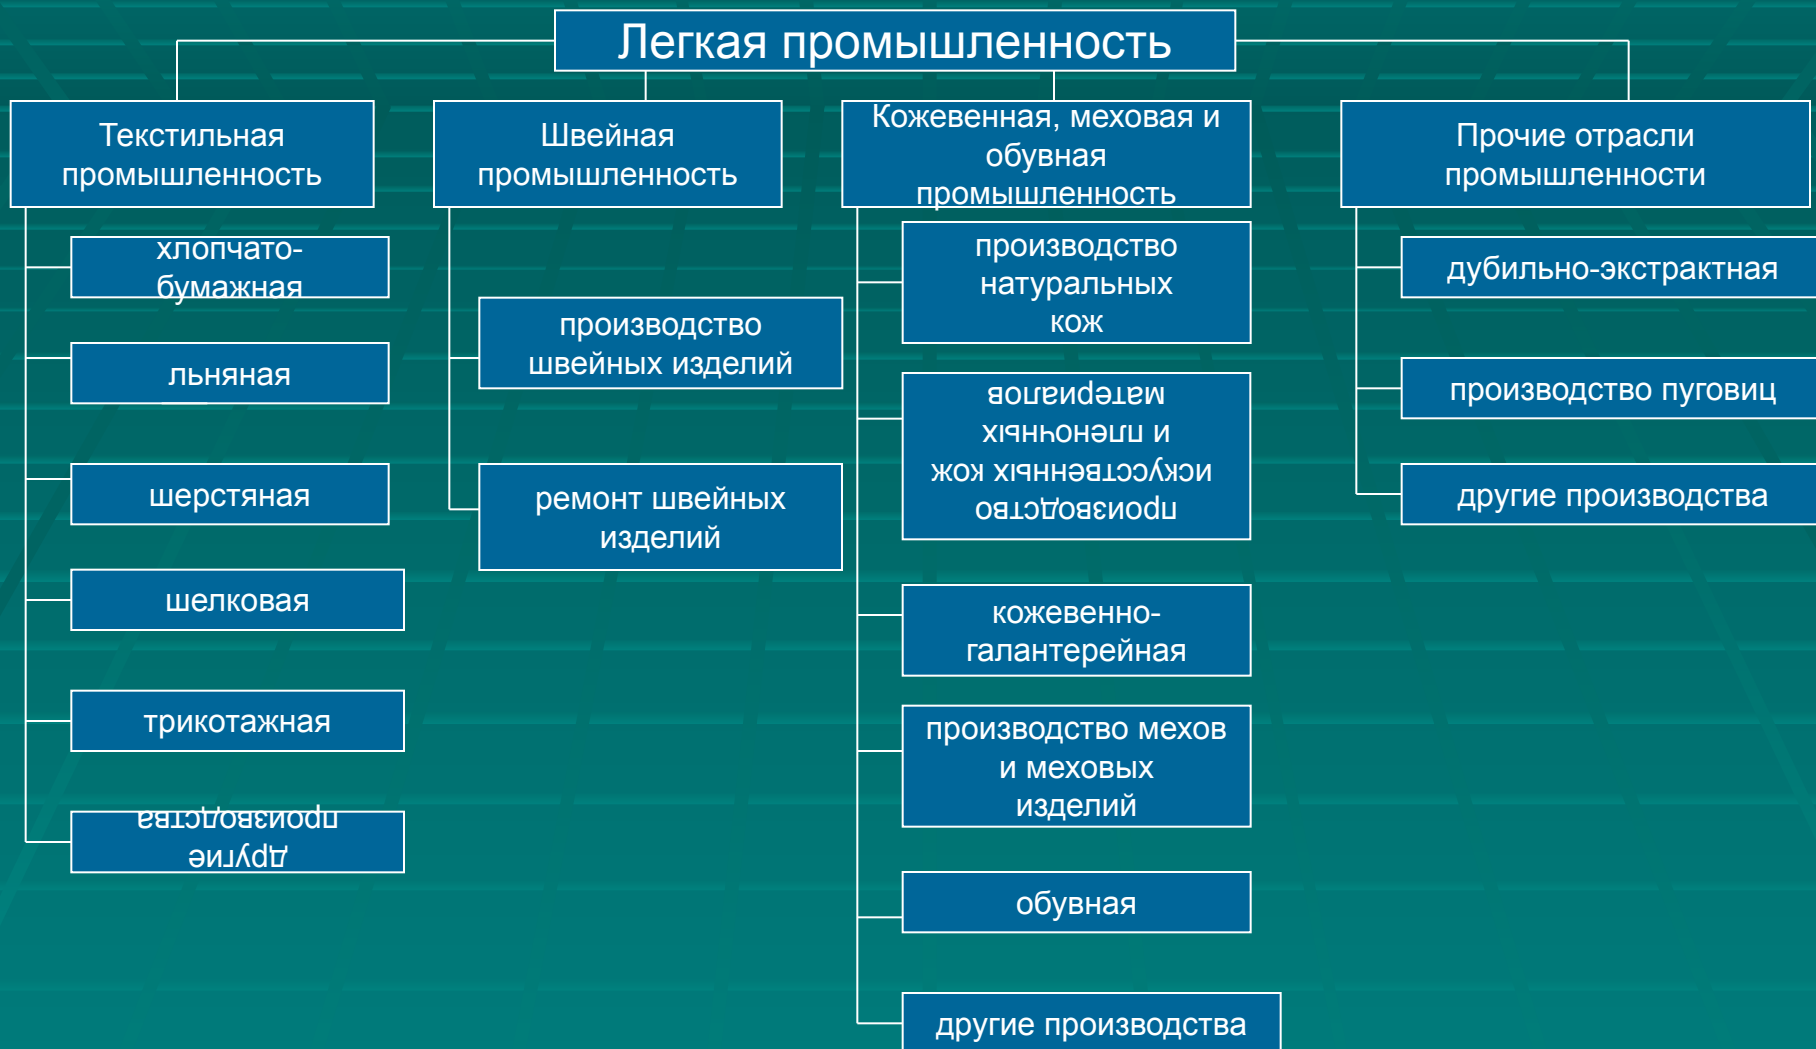 Легкая промышленность
Текстильная
промышленность
хлопчато-
бумажная
льняная
шерстяная
шелковая
трикотажная
другие
производства
Швейная
промышленность
производство
швейных изделий
ремонт швейных
изделий
Кожевенная, меховая и
обувная
промышленность
производство
натуральных
кож
производство
искусственных кож
и пленочных
материалов
кожевенно-
галантерейная
производство мехов
и меховых
изделий
обувная
другие производства
Прочие отрасли
промышленности
дубильно-экстрактная
производство пуговиц
другие производства